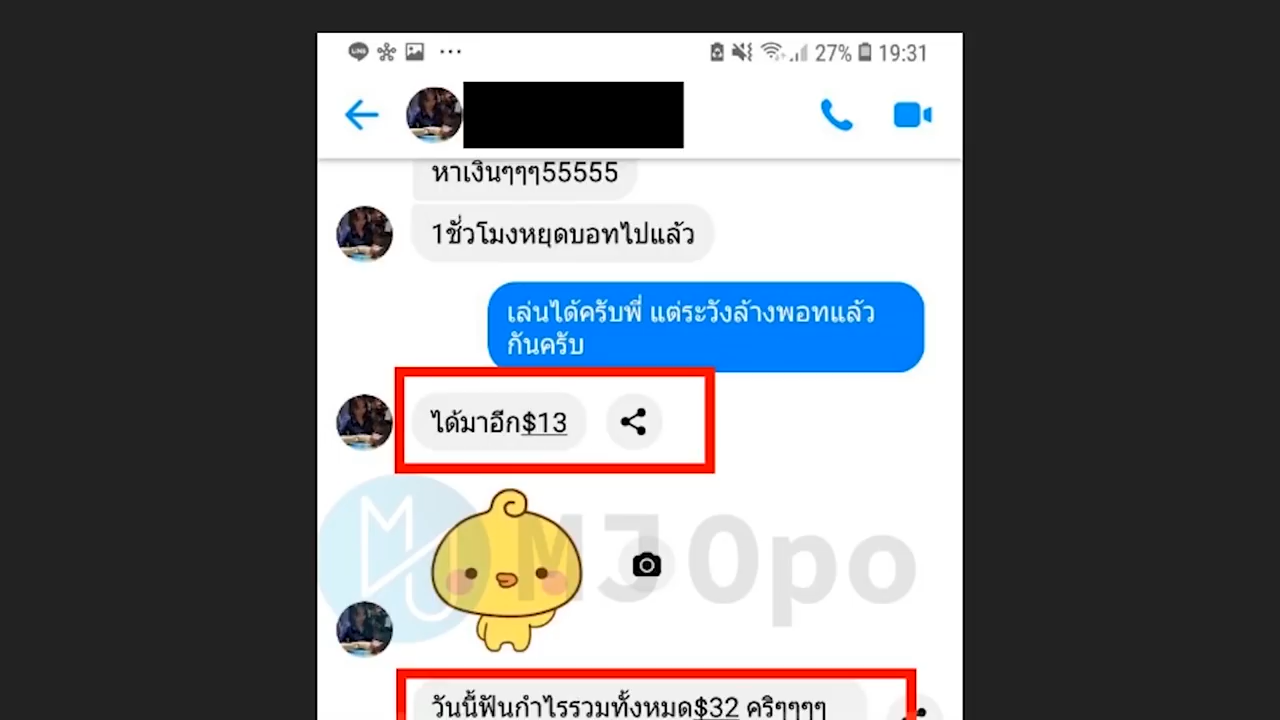 27% 19:31
หาเงินๆๆๆ55555
1ชั่วโมงหยุดบอทไปแล้ว
เล่นได้ครับพี่ แต่ระวังล้างพอทแล้ว
กันครับ
ได้มาอีก$13
MJOpo
วันนี้ฟันกำไรรวมทั้งหมด$32 คริๆๆๆๆ